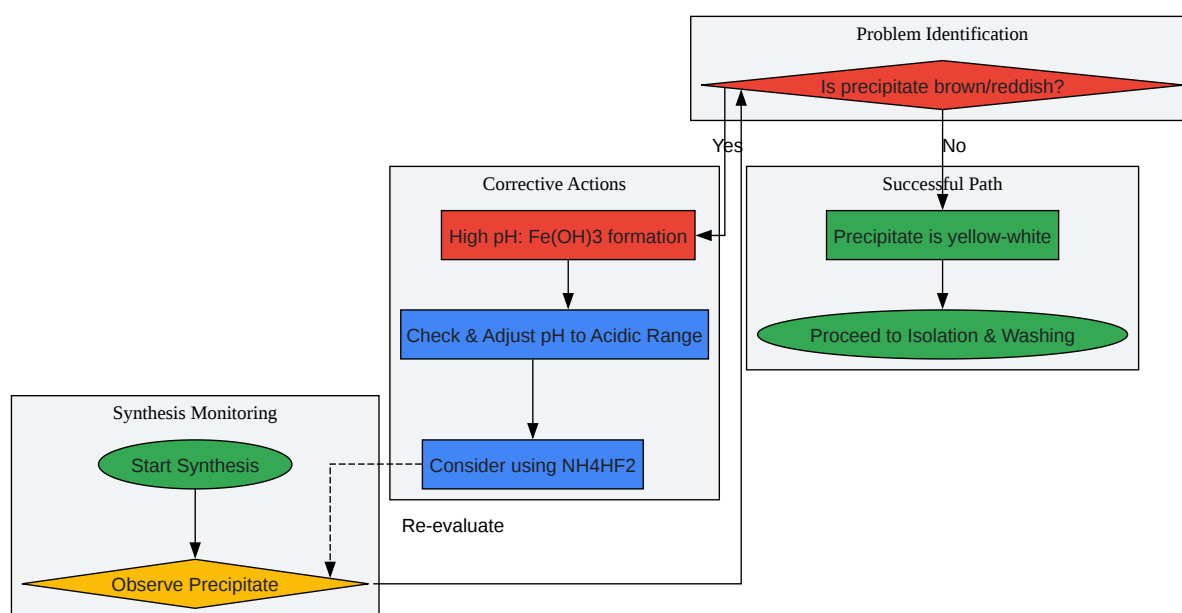 Problem Identification
Is precipitate brown/reddish?
Yes
No
Corrective Actions
High pH: Fe(OH)3 formation
Check & Adjust pH to Acidic Range
Consider using NH4HF2
Successful Path
Precipitate is yellow-white
Proceed to Isolation & Washing
Synthesis Monitoring
Start Synthesis
Re-evaluate
Observe Precipitate